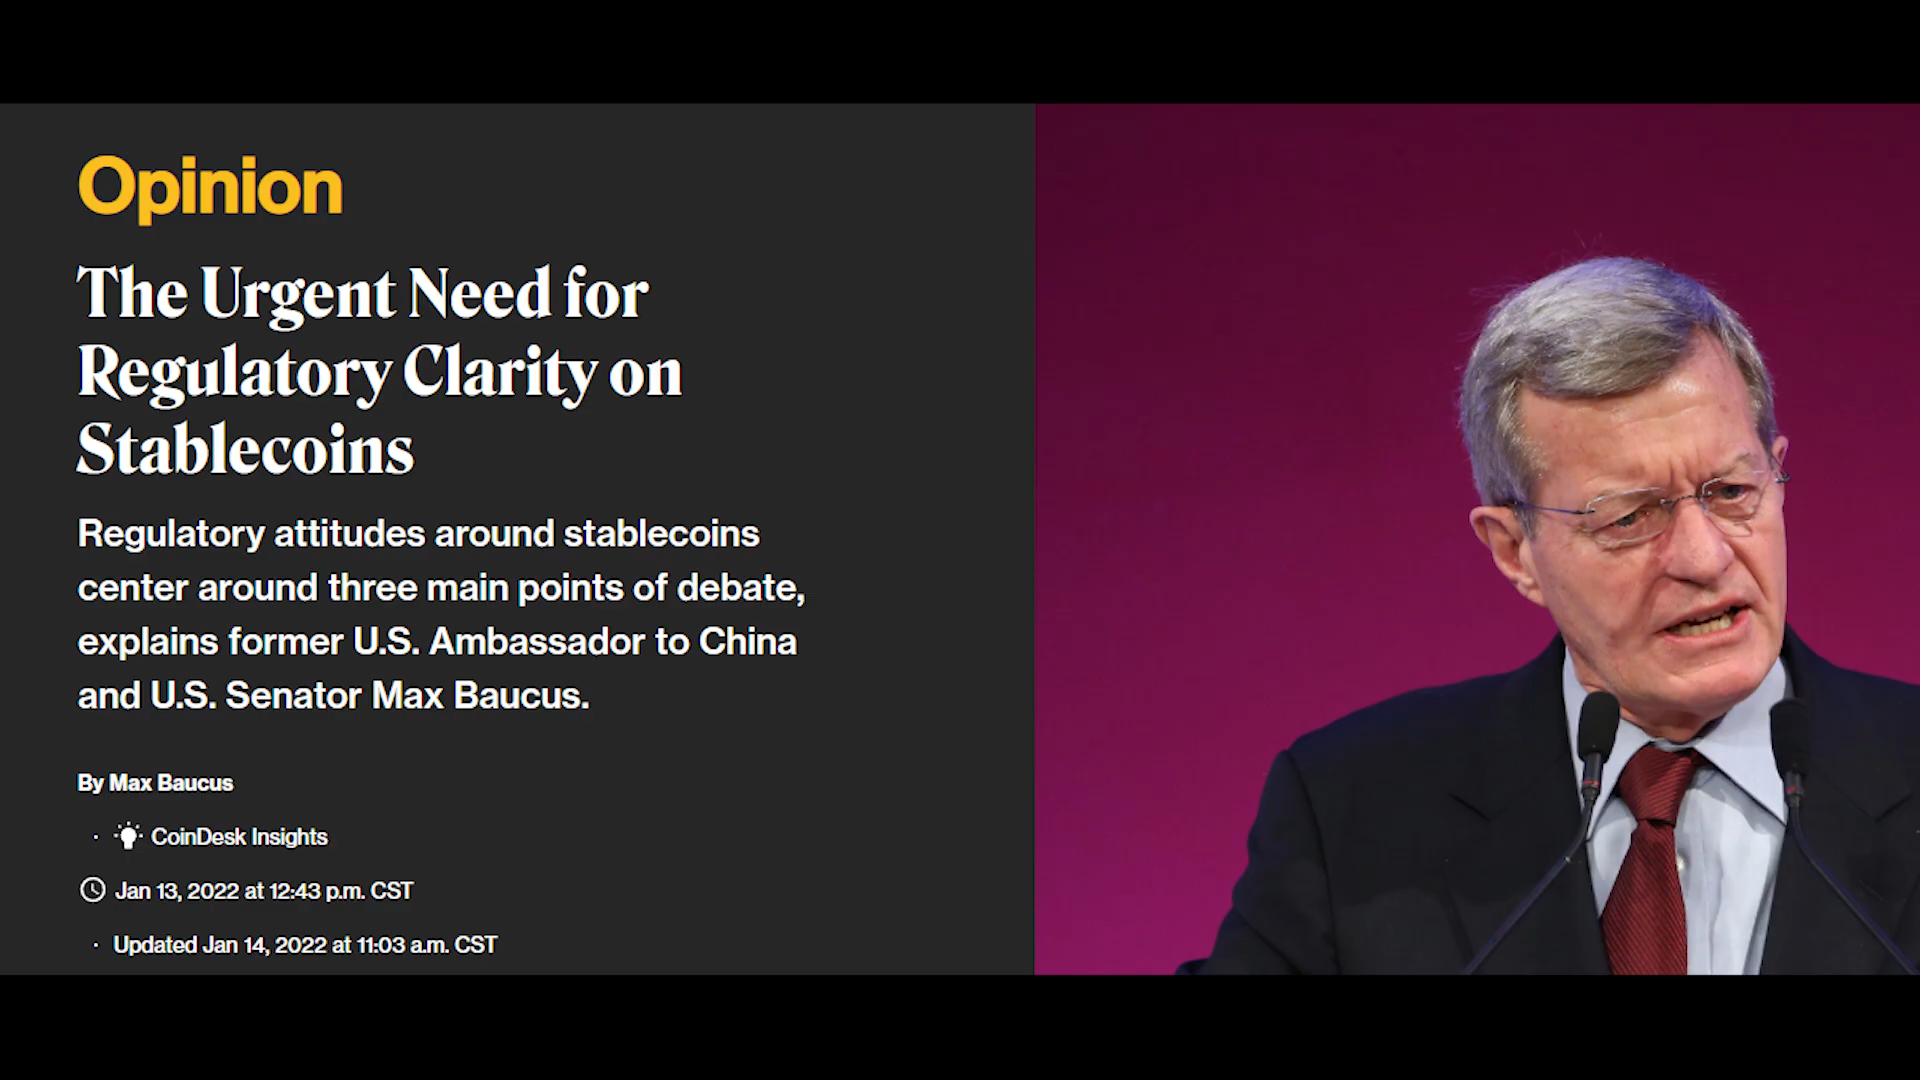 Opinion
The Urgent Need for
Regulatory Clarity on
Stablecoins
Regulatory attitudes around stablecoins
center around three main points of debate,
explains former U.S. Ambassador to China
and U.S. Senator Max Baucus.
By Max Baucus
· CoinDesk Insights
Jan 13, 2022 at 12:43 p.m. CST
· Updated Jan 14, 2022 at 11:03 a.m. CST